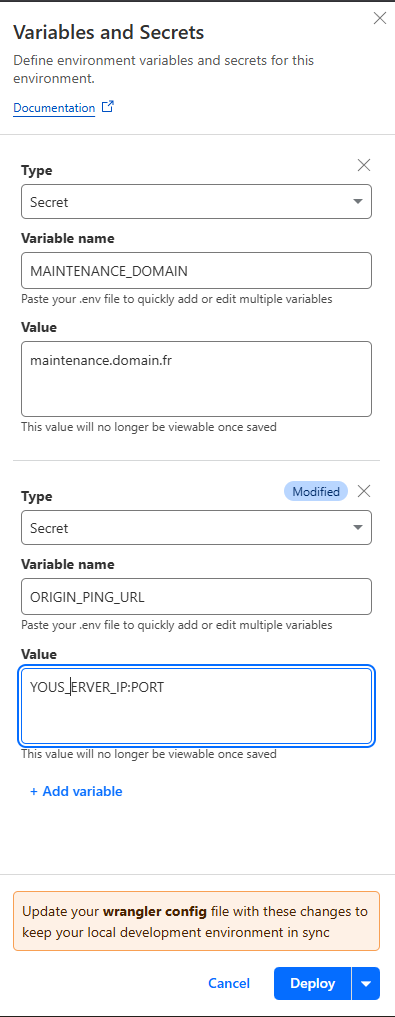 Variables and Secrets
Define environment variables and secrets for this
environment.
Documentation
Type
Secret
Variable name
MAINTENANCE_DOMAIN
Paste your .env file to quickly add or edit multiple variables
Value
maintenance.domain.fr
This value will no longer be viewable once saved
Modified
Type
Secret
Variable name
ORIGIN_PING_URL
Paste your .env file to quickly add or edit multiple variables
Value
YOUS_ERVER_IP:PORT
This value will no longer be viewable once saved
+ Add variable
Update your wrangler config file with these changes to
keep your local development environment in sync
Cancel
Deploy